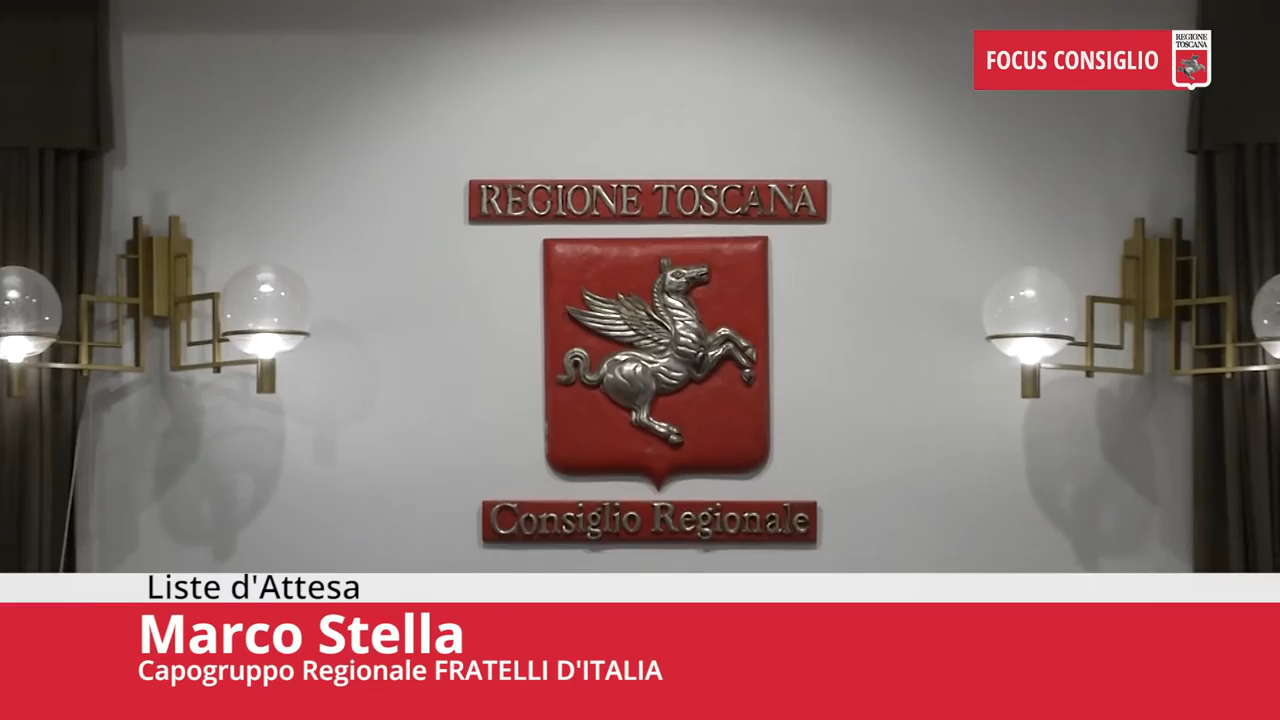 FOCUS CONSIGLIO
REGIONE
TOSCANA
REGIONE TOSCANA
Consiglio Regionale
Liste d'Attesa
Marco Stella
Capogruppo Regionale FRATELLI D'ITALIA